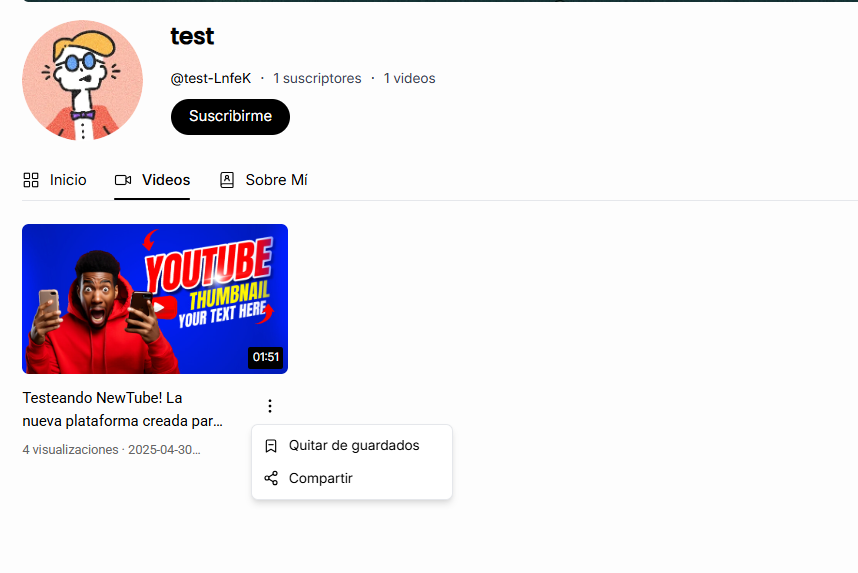 test
@test-LnfeK · 1 suscriptores · 1 videos
Suscribirme
Inicio
Videos
Sobre Mí
YOUTUBE
THUMBNAIL
YOUR TEXT HERE
01:51
Testeando NewTube! La
nueva plataforma creada par...
4 visualizaciones · 2025-04-30...
Quitar de guardados
Compartir